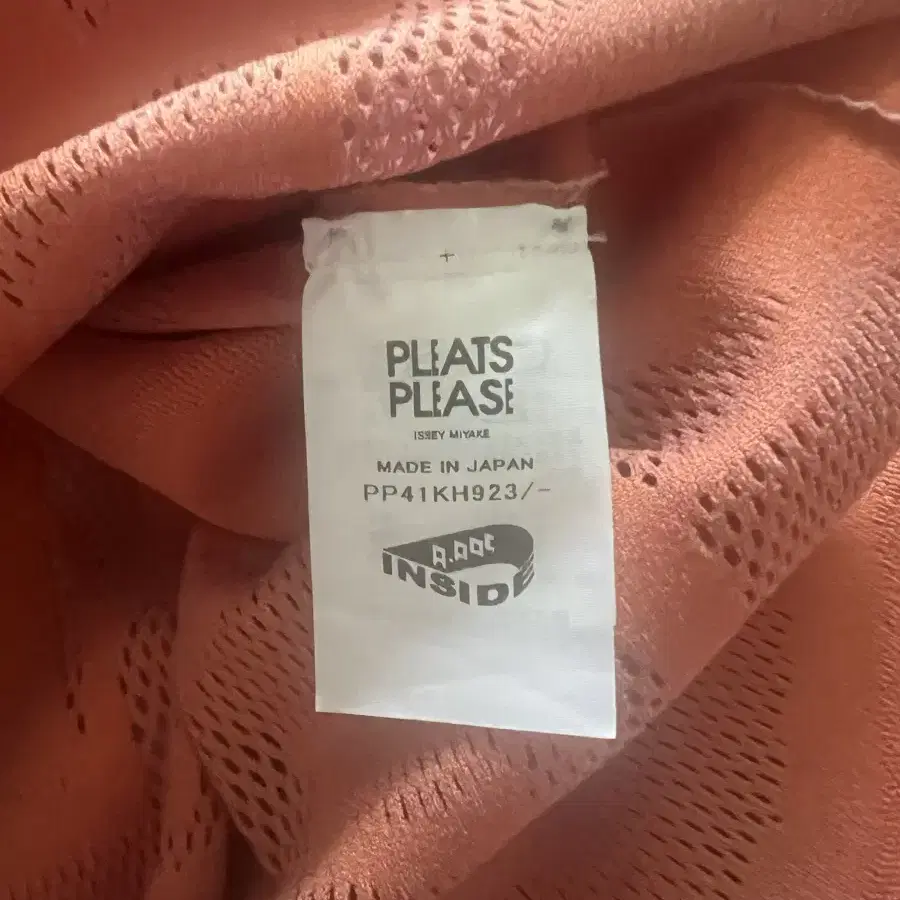 PLEATS
PLEASE
ISSEY MIYAKE
MADE IN JAPAN
PP41KH923/-
A.POC
INSIDE